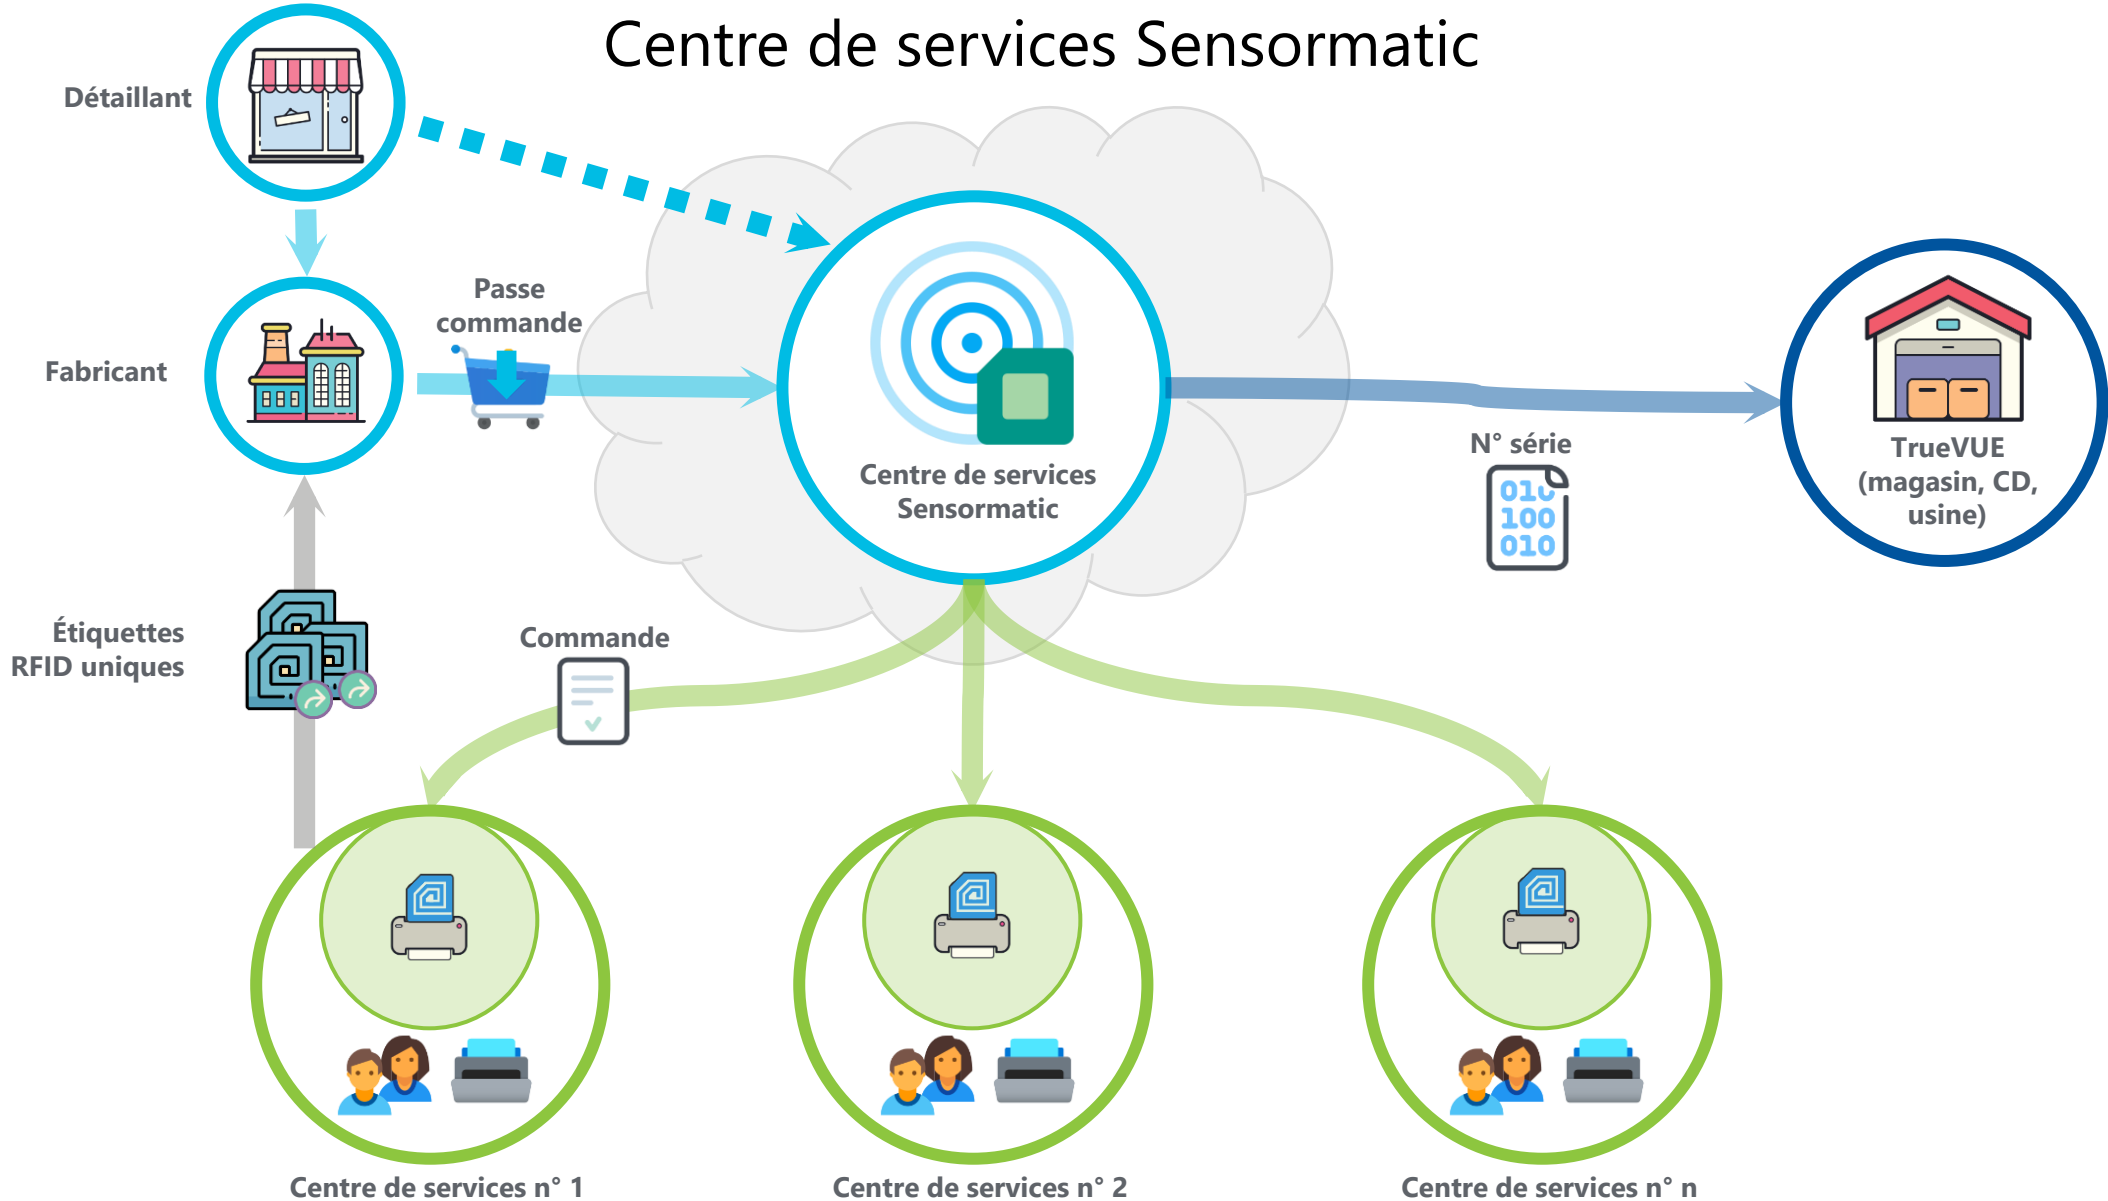 Centre de services Sensormatic
Détaillant
Passe
commande
Fabricant
Centre de services
Sensormatic
N° série
010
100
010
TrueVUE
(magasin, CD,
usine)
Étiquettes
RFID uniques
Commande
Centre de services n° 1
Centre de services n° 2
Centre de services n° n